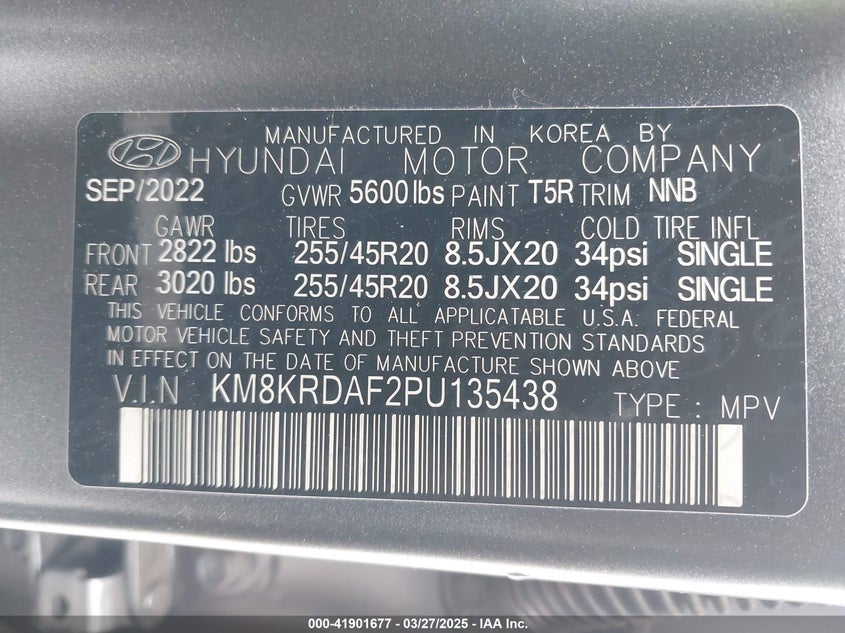 MANUFACTURED IN KOREA BY
HYUNDAI MOTOR COMPANY
SEP/2022 GVWR 5600lbs PAINT T5R TRIM NNB
GAWR TIRES RIMS COLD TIRE INFL
FRONT 2822 lbs 255/45R20 8.5JX20 34psi SINGLE
REAR 3020 lbs 255/45R20 8.5JX20 34psi SINGLE
THIS VEHICLE CONFORMS TO ALL APPLICATABLE U.S.A. FEDERAL
MOTOR VEHICLE SAFETY AND THEFT PREVENTION STANDARDS
IN EFFECT ON THE DATE OF MANUFACTURE SHOWN ABOVE
V.I.N KM8KRDAF2PU135438 TYPE : MPV
000-41901677 - 03/27/2025 - IAA Inc.